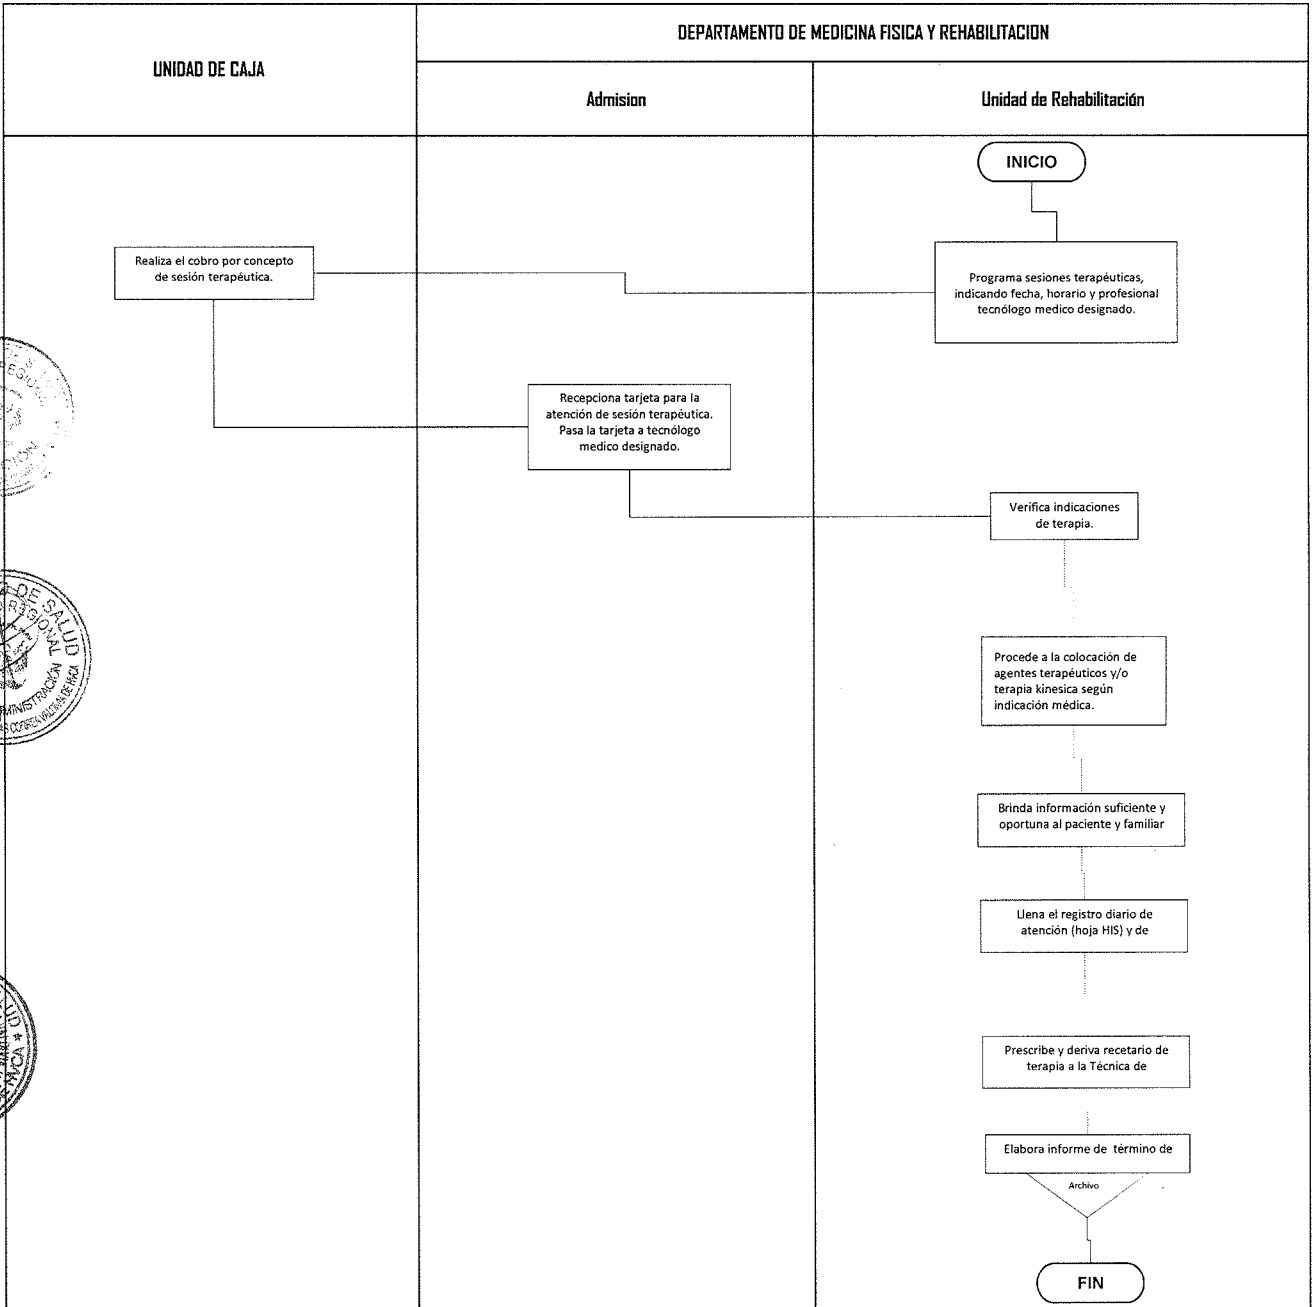 DEPARTAMENTO DE MEDICINA FISICA Y REHABILITACION
UNIDAD DE CAJA
Admision
Unidad de Rehabilitación
INICIO
Realiza el cobro por concepto
de sesión terapéutica.
Programa sesiones terapéuticas,
indicando fecha, horario y profesional
tecnólogo medico designado.
Recepciona tarjeta para la
atención de sesión terapéutica.
Pasa la tarjeta a tecnólogo
medico designado.
Verifica indicaciones
de terapia.
DE SALUD
REGIONAL
Procede a la colocación de
agentes terapéuticos y/o
terapia kinesica según
indicación médica.
Brinda información suficiente y
oportuna al paciente y familiar
Llena el registro diario de
atención (hoja HIS) y de
Prescribe y deriva recetario de
terapia a la Técnica de
Elabora informe de término de
Archivo
FIN